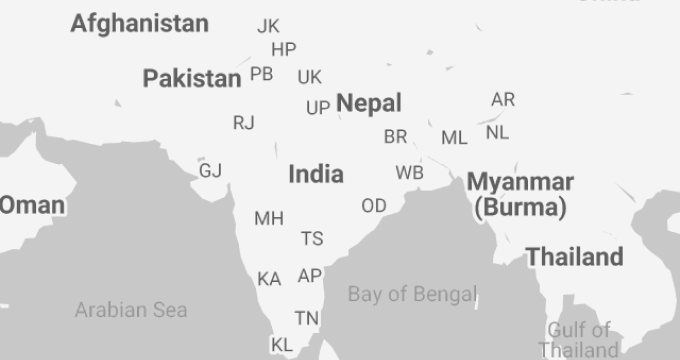 Afghanistan
JK
HP
Pakistan
PB
UK
UP
Nepal
AR
RJ
BR
ML
NL
GJ
India
WB
Myanmar
(Burma)
Oman
OD
MH
TS
Thailand
KA
AP
Bay of Bengal
Arabian Sea
TN
Gulf of
Thailand
KL